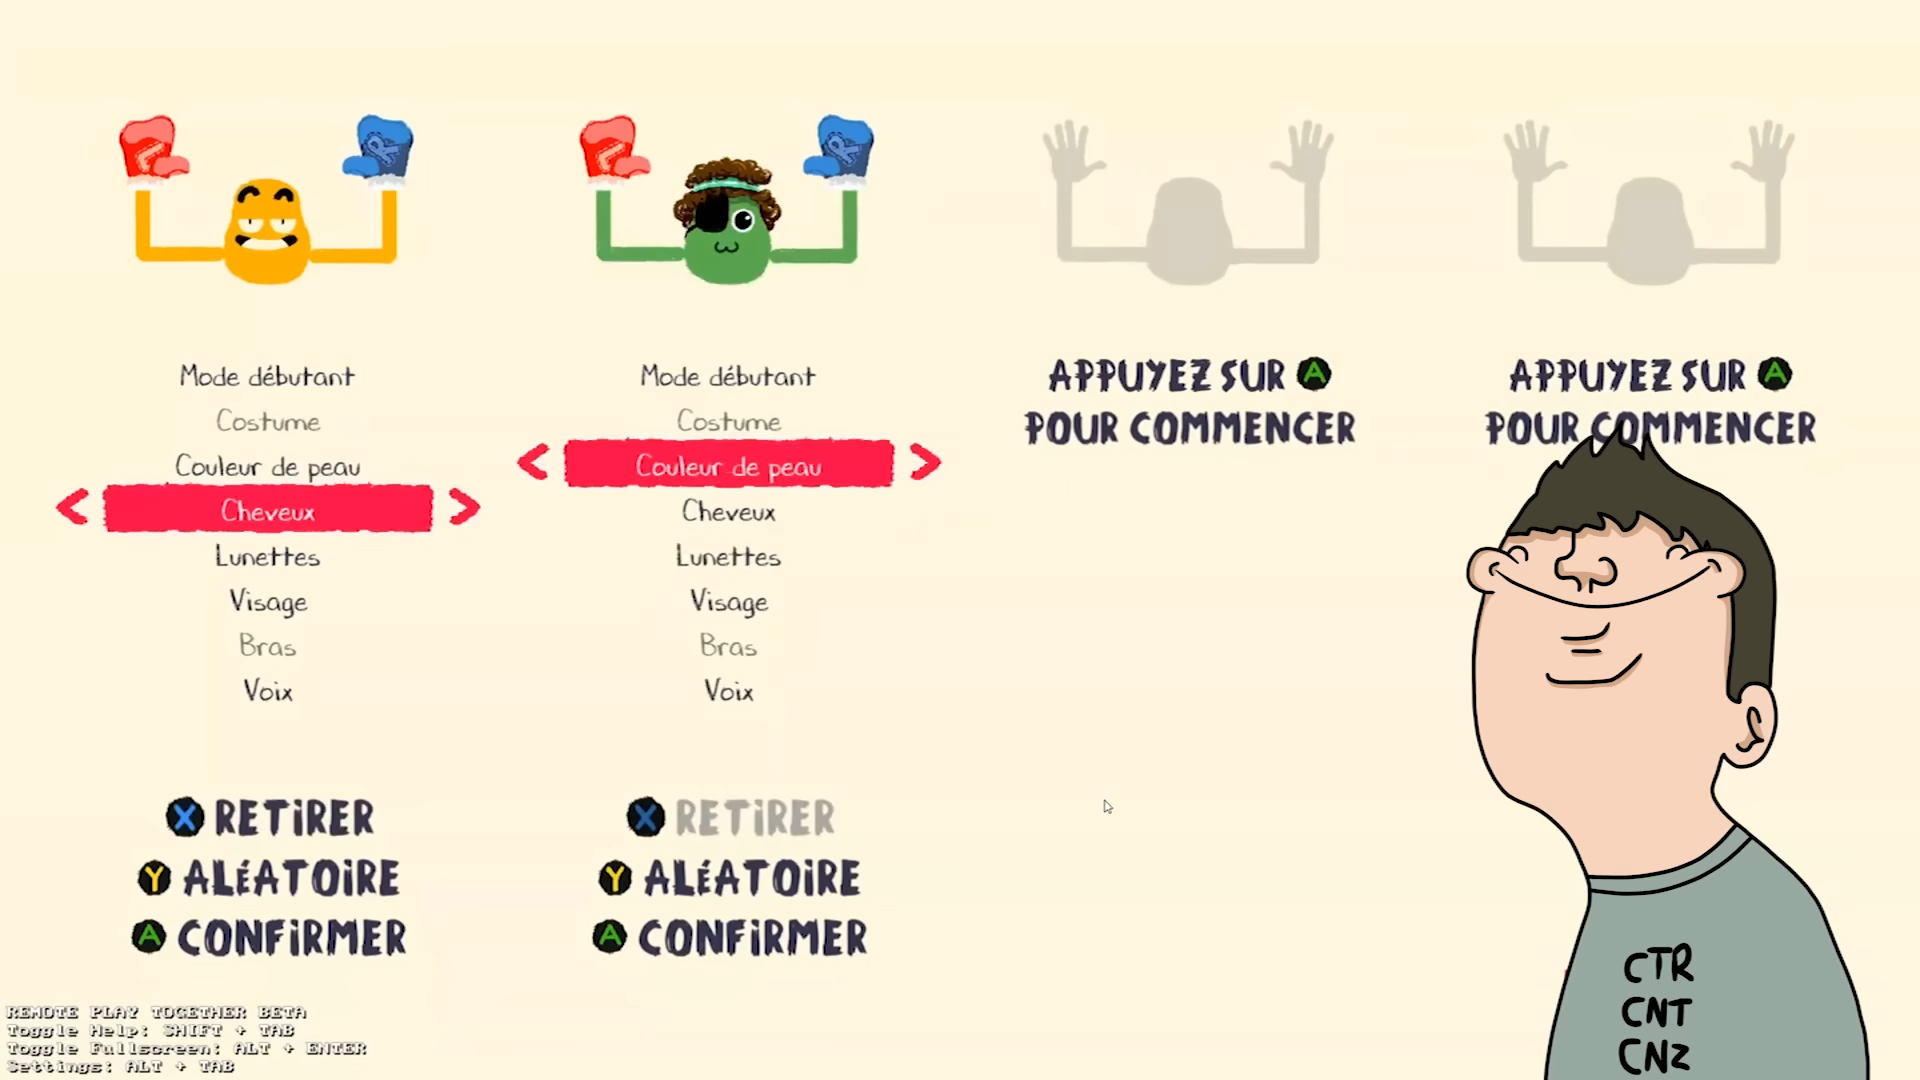 Mode débutant
Costume
Couleur de peau
Cheveux
Lunettes
Visage
Bras
Voix
X RETIRER
Y ALÉATOIRE
A CONFIRMER
Mode débutant
Costume
Couleur de peau
Cheveux
Lunettes
Visage
Bras
Voix
X RETIRER
Y ALÉATOIRE
A CONFIRMER
APPUYEZ SUR A
POUR COMMENCER
APPUYEZ SUR A
POUR COMMENCER
CTR
CNT
CNZ
REMOTE PLAY TOGETHER BETA
Toggle Help: SHIFT + TAB
Toggle Fullscreen: ALT + ENTER
Settings: ALT + TAB